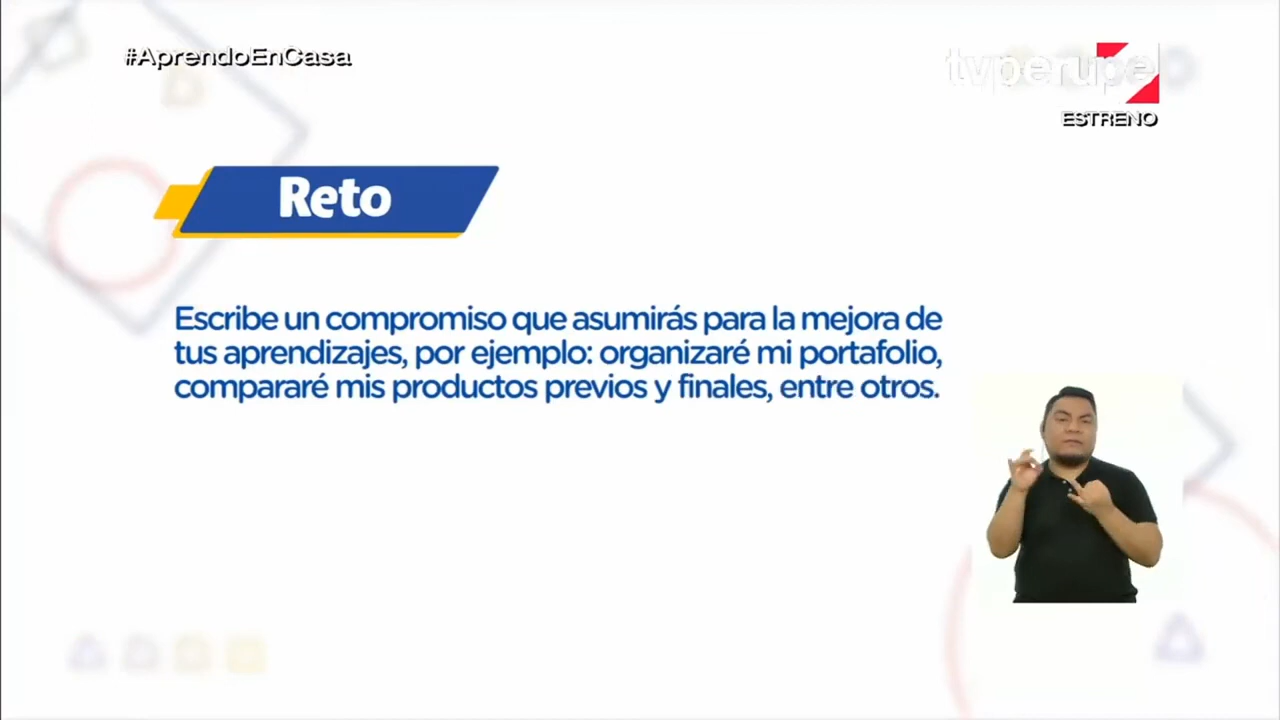 #AprendoEnCasa
tvperu.pe
ESTRENO
Reto
Escribe un compromiso que asumirás para la mejora de
tus aprendizajes, por ejemplo: organizaré mi portafolio,
compararé mis productos previos y finales, entre otros.